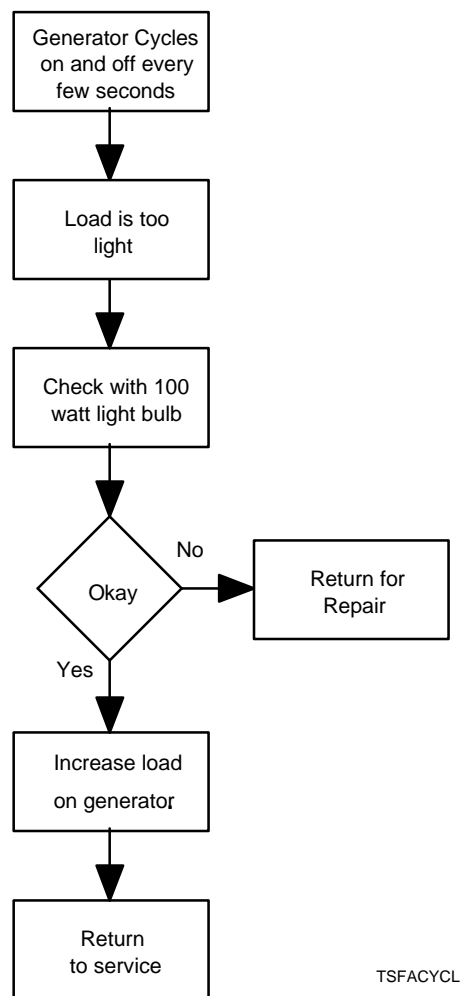 Generator Cycles
on and off every
few seconds
Load is too
light
Check with 100
watt light bulb
Okay
No
Return for
Repair
Yes
Increase load
on generator.
Return
to service
TSFACYCL